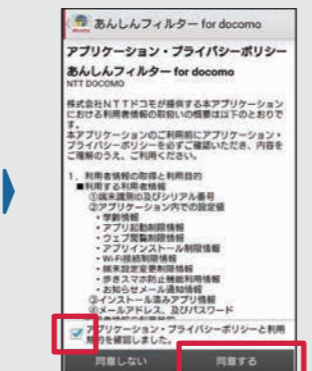 あんしんフィルター for docomo
アプリケーション・プライバシーポリシー
あんしんフィルター for docomo
NTT DOCOMO
株式会社NTTドコモが提供する本アプリケーション
における利用者情報の取扱いの概要は以下のとおりで
す。
本アプリケーションのご利用前にアプリケーション・
プライバシーポリシーを必ずご確認いただき、内容を
ご理解のうえ、ご利用ください。
1．利用者情報の取得と利用目的
■利用する利用者情報
①端末識別ID及びシリアル番号
②アプリケーション内での設定値
・学齢情報
・アプリ起動制限情報
・ウェブ閲覧制限情報
・アプリインストール制限情報
・Wi-Fi接続制限情報
・端末設定変更制限情報
・歩きスマホ防止機能利用情報
・お知らせメール通知情報
③インストール済みアプリ情報
④メールアドレス、及びパスワード
アプリケーション・プライバシーポリシーと利用
規約を確認しました。
同意しない
同意する